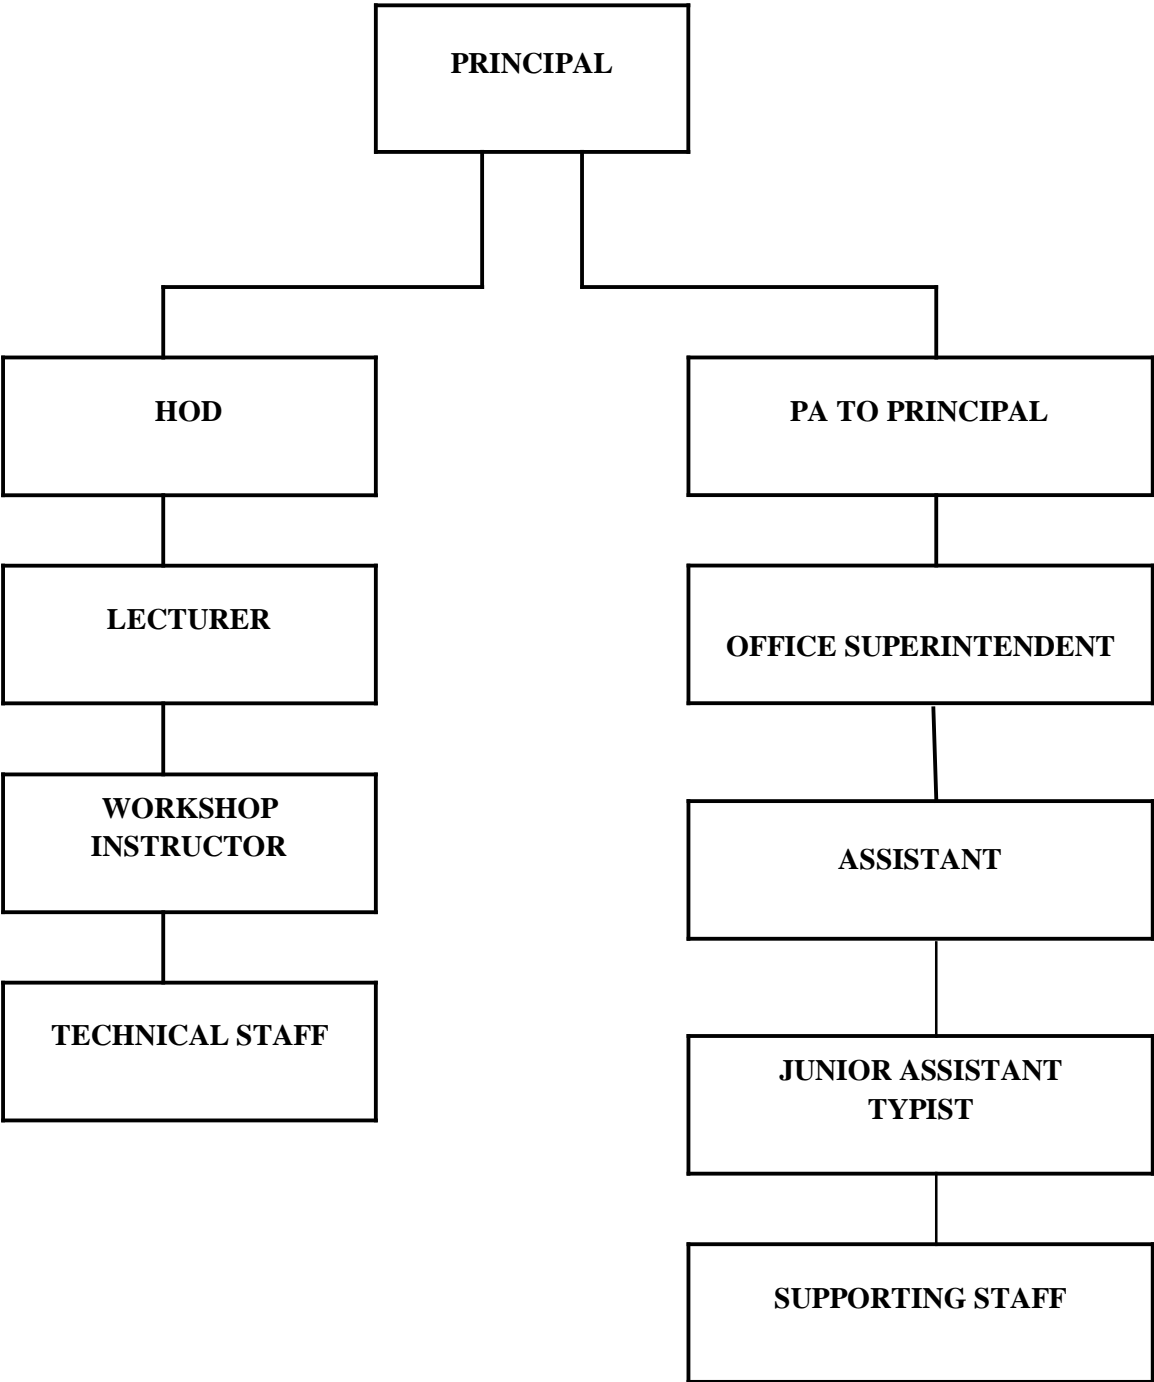 PRINCIPAL
HOD
PA TO PRINCIPAL
LECTURER
OFFICE SUPERINTENDENT
WORKSHOP
INSTRUCTOR
ASSISTANT
TECHNICAL STAFF
JUNIOR ASSISTANT
TYPIST
SUPPORTING STAFF